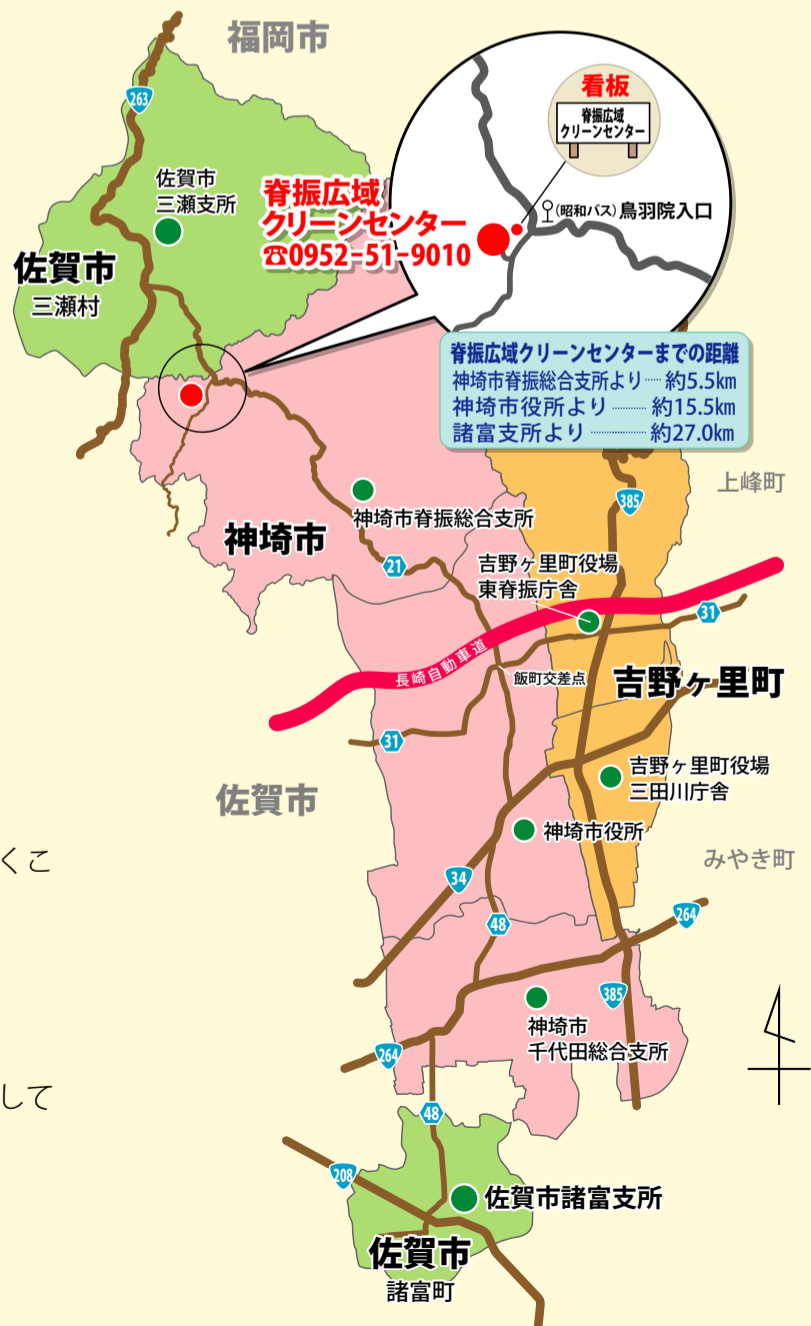 福岡市
263
佐賀市
三瀬支所
佐賀市
三瀬村
脊振広域
クリーンセンター
☎0952-51-9010
看板
脊振広域
クリーンセンター
(昭和バス)鳥羽院入口
脊振広域クリーンセンターまでの距離
神埼市脊振総合支所より……約5.5km
神埼市役所より…………約15.5km
諸富支所より………………約27.0km
385
上峰町
神埼市脊振総合支所
神埼市
21
吉野ヶ里町役場
東脊振庁舎
31
長崎自動車道
飯町交差点
吉野ヶ里町
31
吉野ヶ里町役場
三田川庁舎
佐賀市
神埼市役所
くこ
みやき町
34
48
264
385
神埼市
千代田総合支所
264
して
48
208
佐賀市諸富支所
佐賀市
諸富町